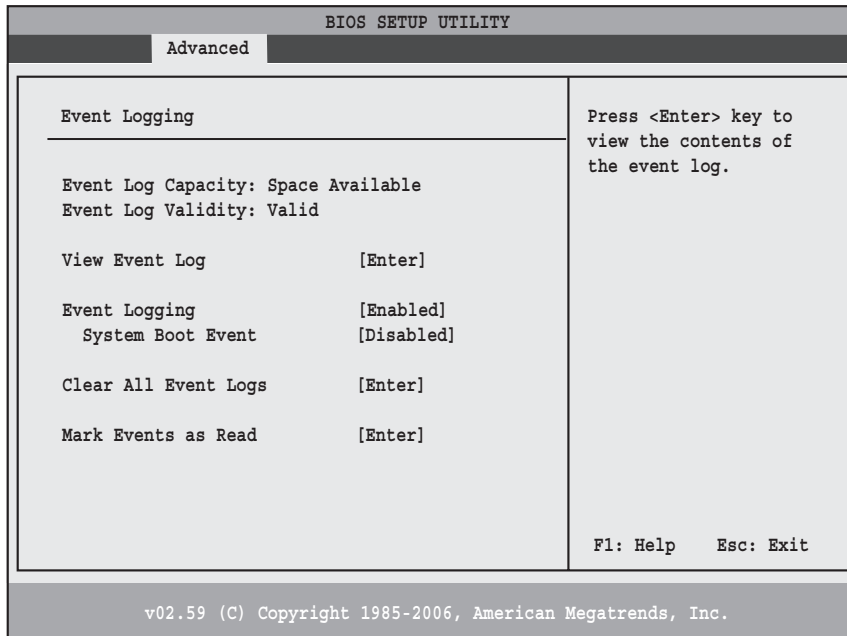 BIOS SETUP UTILITY
Advanced
Event Logging
Event Log Capacity: Space Available
Event Log Validity: Valid
View Event Log [Enter]
Event Logging [Enabled]
System Boot Event [Disabled]
Clear All Event Logs [Enter]
Mark Events as Read [Enter]
Press <Enter> key to
view the contents of
the event log.
F1: Help Esc: Exit
v02.59 (C) Copyright 1985-2006, American Megatrends, Inc.